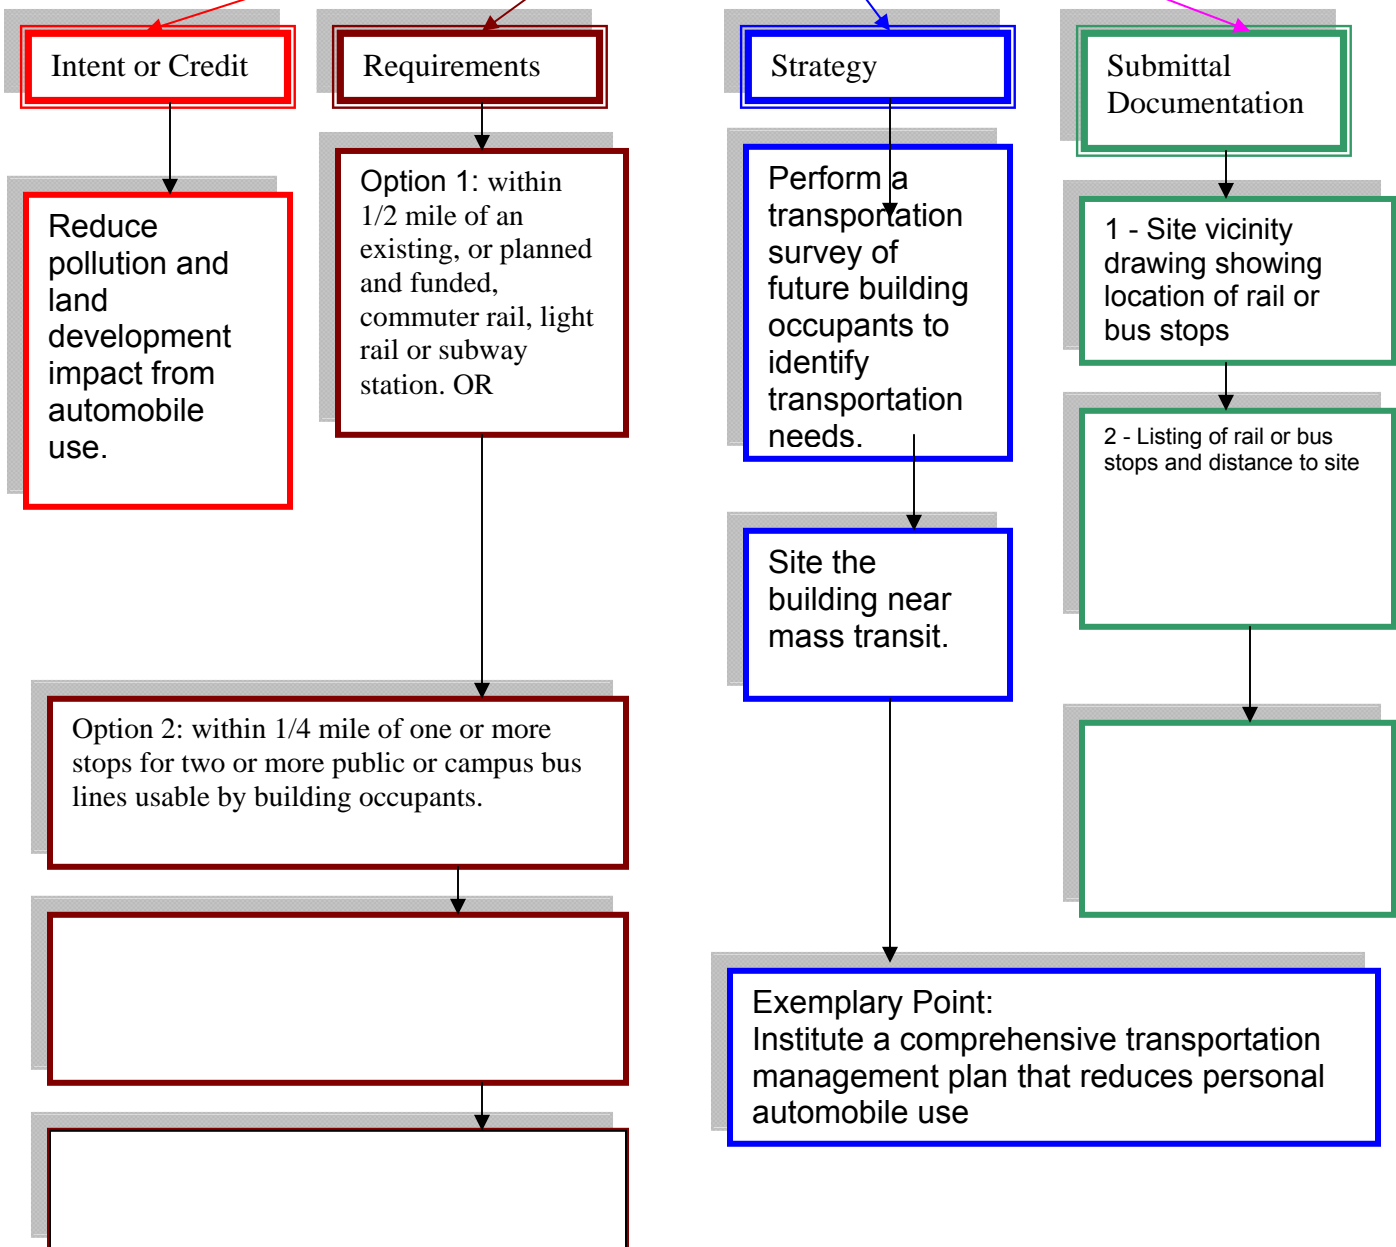 Intent or Credit
Requirements
Strategy
Submittal
Documentation
Reduce
pollution and
land
development
impact from
automobile
use.
Option 1: within
1/2 mile of an
existing, or planned
and funded,
commuter rail, light
rail or subway
station. OR
Option 2: within 1/4 mile of one or more
stops for two or more public or campus bus
lines usable by building occupants.
Perform a
transportation
survey of
future building
occupants to
identify
transportation
needs.
Site the
building near
mass transit.
Exemplary Point:
Institute a comprehensive transportation
management plan that reduces personal
automobile use
1 - Site vicinity
drawing showing
location of rail or
bus stops
2 - Listing of rail or bus
stops and distance to site